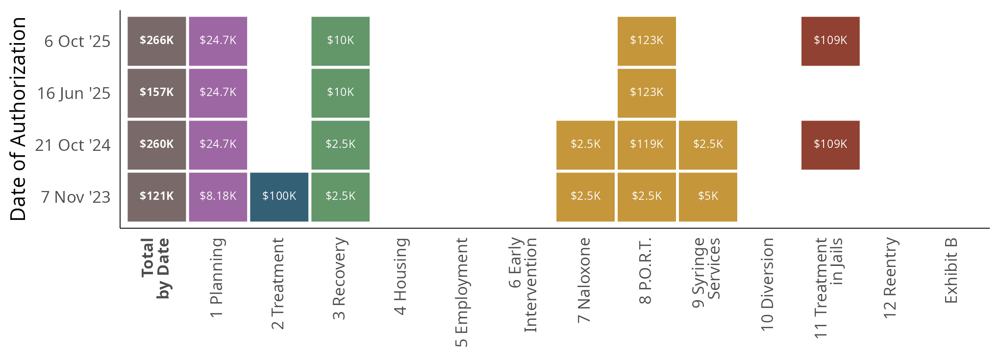 Date of Authorization
6 Oct '25 $266K $24.7K $10K $123K $109K
16 Jun '25 $157K $24.7K $10K $123K
21 Oct '24 $260K $24.7K $2.5K $2.5K $119K $2.5K $109K
7 Nov '23 $121K $8.18K $100K $2.5K $2.5K $2.5K $5K
Total
by Date
1 Planning
2 Treatment
3 Recovery
4 Housing
5 Employment
6 Early
Intervention
7 Naloxone
8 P.O.R.T.
9 Syringe
Services
10 Diversion
11 Treatment
in Jails
12 Reentry
Exhibit B